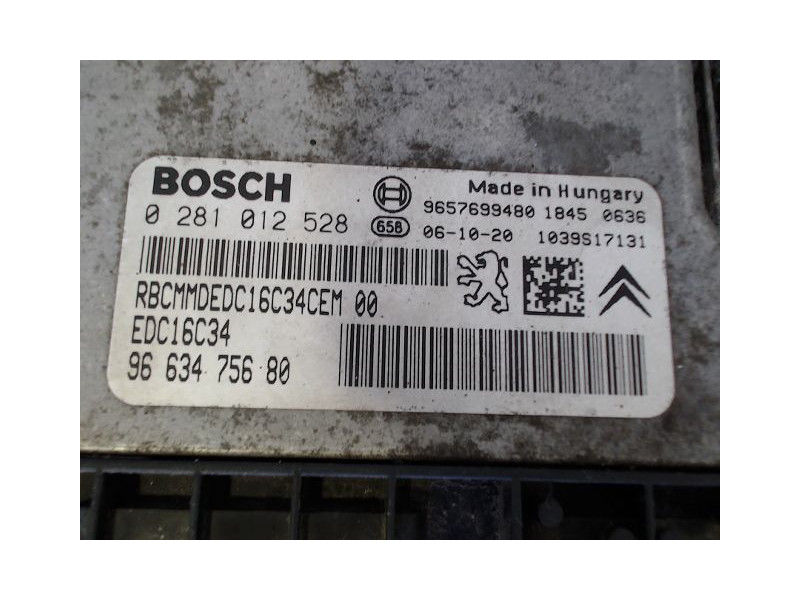 BOSCH
Made in Hungary
9657699480 1845 0636
0 281 012 528 658 06-10-20 1039S17131
RBCMMDEDC16C34CEM 00
EDC16C34
96 634 756 80